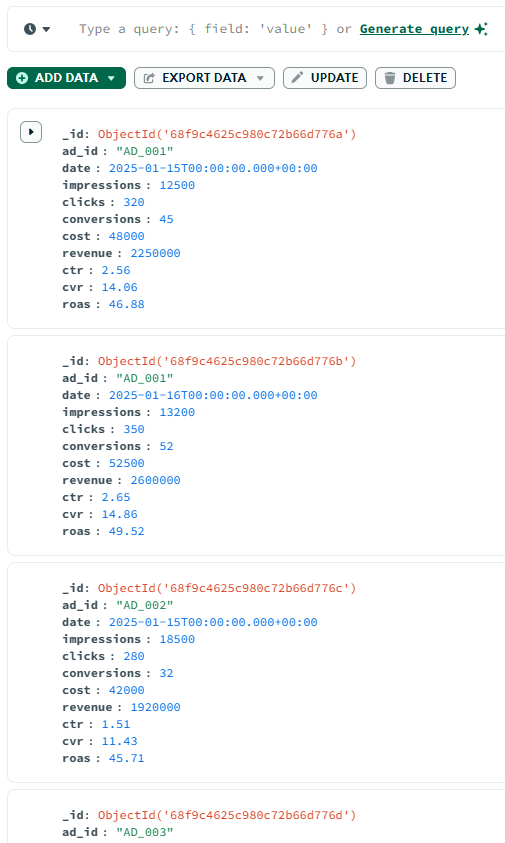 Type a query: { field: 'value' } or Generate query
ADD DATA EXPORT DATA UPDATE DELETE
_id: ObjectId('68f9c4625c980c72b66d776a')
ad_id : "AD_001"
date : 2025-01-15T00:00:00.000+00:00
impressions : 12500
clicks : 320
conversions : 45
cost : 48000
revenue : 2250000
ctr : 2.56
cvr : 14.06
roas : 46.88
_id: ObjectId('68f9c4625c980c72b66d776b')
ad_id : "AD_001"
date : 2025-01-16T00:00:00.000+00:00
impressions : 13200
clicks : 350
conversions : 52
cost : 52500
revenue : 2600000
ctr : 2.65
cvr : 14.86
roas : 49.52
_id: ObjectId('68f9c4625c980c72b66d776c')
ad_id : "AD_002"
date : 2025-01-15T00:00:00.000+00:00
impressions : 18500
clicks : 280
conversions : 32
cost : 42000
revenue : 1920000
ctr : 1.51
cvr : 11.43
roas : 45.71
_id: ObjectId('68f9c4625c980c72b66d776d')
ad_id : "AD_003"